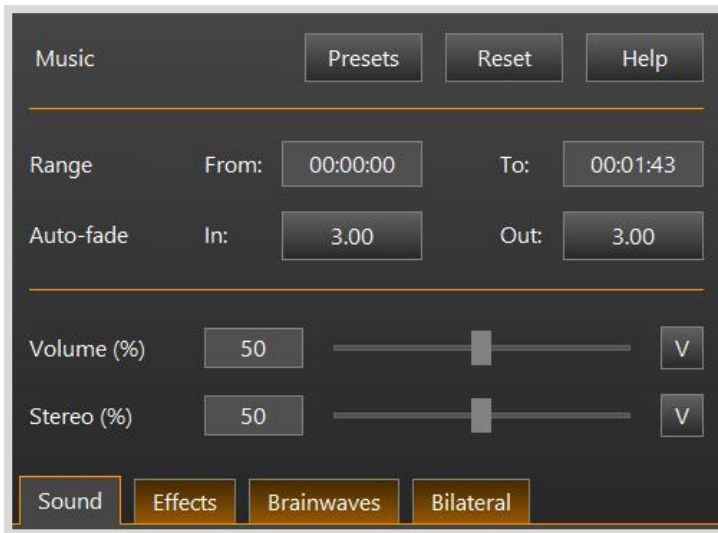 Music Presets Reset Help
Range From: 00:00:00 To: 00:01:43
Auto-fade In: 3.00 Out: 3.00
Volume (%) 50 V
Stereo (%) 50 V
Sound Effects Brainwaves Bilateral